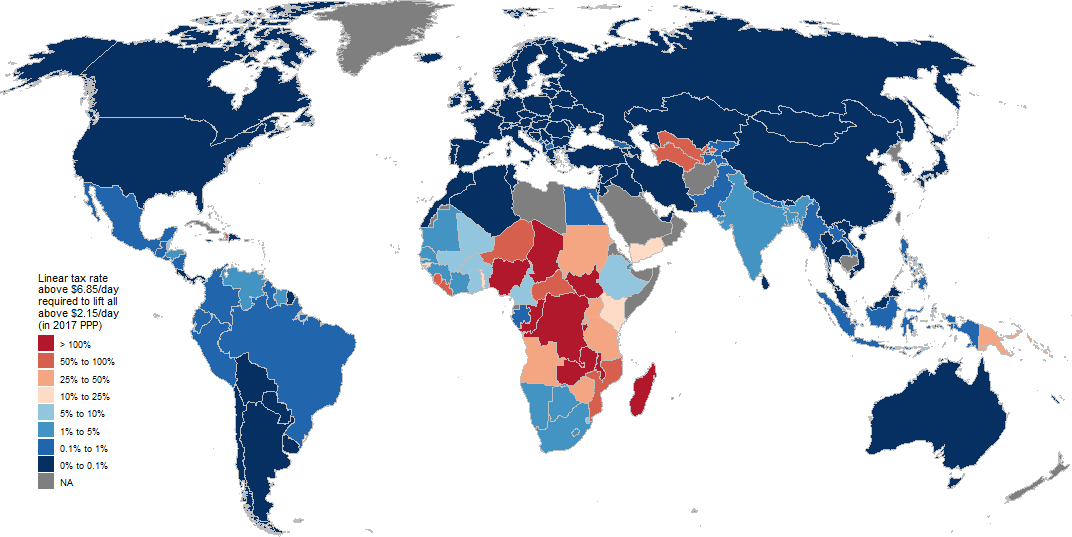 Linear tax rate
above $6.85/day
required to lift all
above $2.15/day
(in 2017 PPP)
> 100%
50% to 100%
25% to 50%
10% to 25%
5% to 10%
1% to 5%
0.1% to 1%
0% to 0.1%
NA